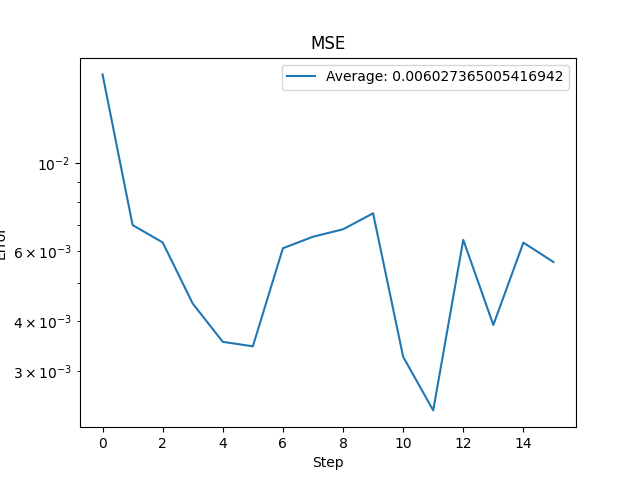 MSE
Average: 0.006027365005416942
10⁻²
6 × 10⁻³
4 × 10⁻³
3 × 10⁻³
Error
0 2 4 6 8 10 12 14
Step